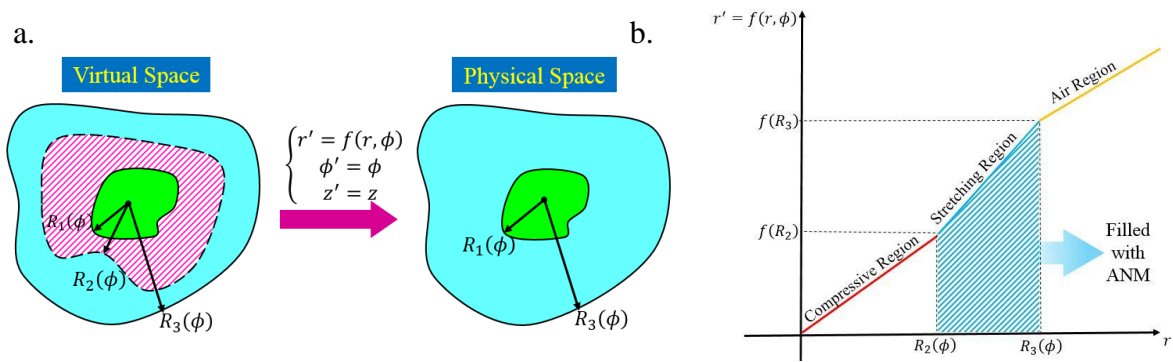 a.
Virtual Space
Physical Space
R₁(ϕ)
R₂(ϕ)
R₃(ϕ)
r′ = f(r, ϕ)
ϕ′ = ϕ
z′ = z
R₁(ϕ)
R₃(ϕ)
b.
r′ = f(r, ϕ)
f(R₃)
f(R₂)
Compressive Region
Stretching Region
Air Region
Filled
with
ANM
R₂(ϕ)
R₃(ϕ)
r